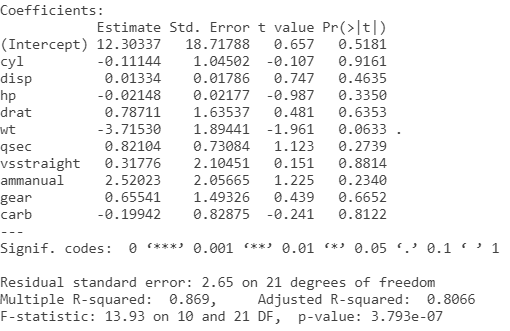 Coefficients:
            Estimate Std. Error t value Pr(>|t|)
(Intercept) 12.30337   18.71788   0.657   0.5181
cyl         -0.11144    1.04502  -0.107   0.9161
disp         0.01334    0.01786   0.747   0.4635
hp          -0.02148    0.02177  -0.987   0.3350
drat         0.78711    1.63537   0.481   0.6353
wt          -3.71530    1.89441  -1.961   0.0633 .
qsec         0.82104    0.73084   1.123   0.2739
vsstraight   0.31776    2.10451   0.151   0.8814
ammanual     2.52023    2.05665   1.225   0.2340
gear         0.65541    1.49326   0.439   0.6652
carb        -0.19942    0.82875  -0.241   0.8122
---
Signif. codes:  0 ‘***’ 0.001 ‘**’ 0.01 ‘*’ 0.05 ‘.’ 0.1 ‘ ’ 1
Residual standard error: 2.65 on 21 degrees of freedom
Multiple R-squared:  0.869,     Adjusted R-squared:  0.8066
F-statistic: 13.93 on 10 and 21 DF,  p-value: 3.793e-07